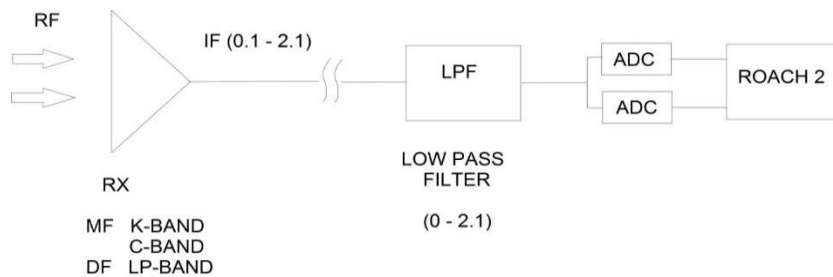 RF
IF (0.1 - 2.1)
LPF
ADC
ADC
ROACH 2
LOW PASS
FILTER
(0 - 2.1)
RX
MF K-BAND
C-BAND
DF LP-BAND